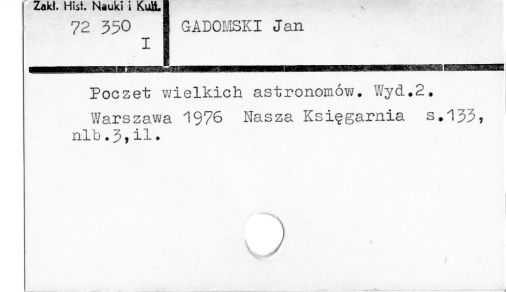 Zakł. Hist. Nauki i Kult.
72 350
I
GADOMSKI Jan
Poczet wielkich astronomów. Wyd.2.
Warszawa 1976 Nasza Księgarnia s.133,
nlb.3,il.